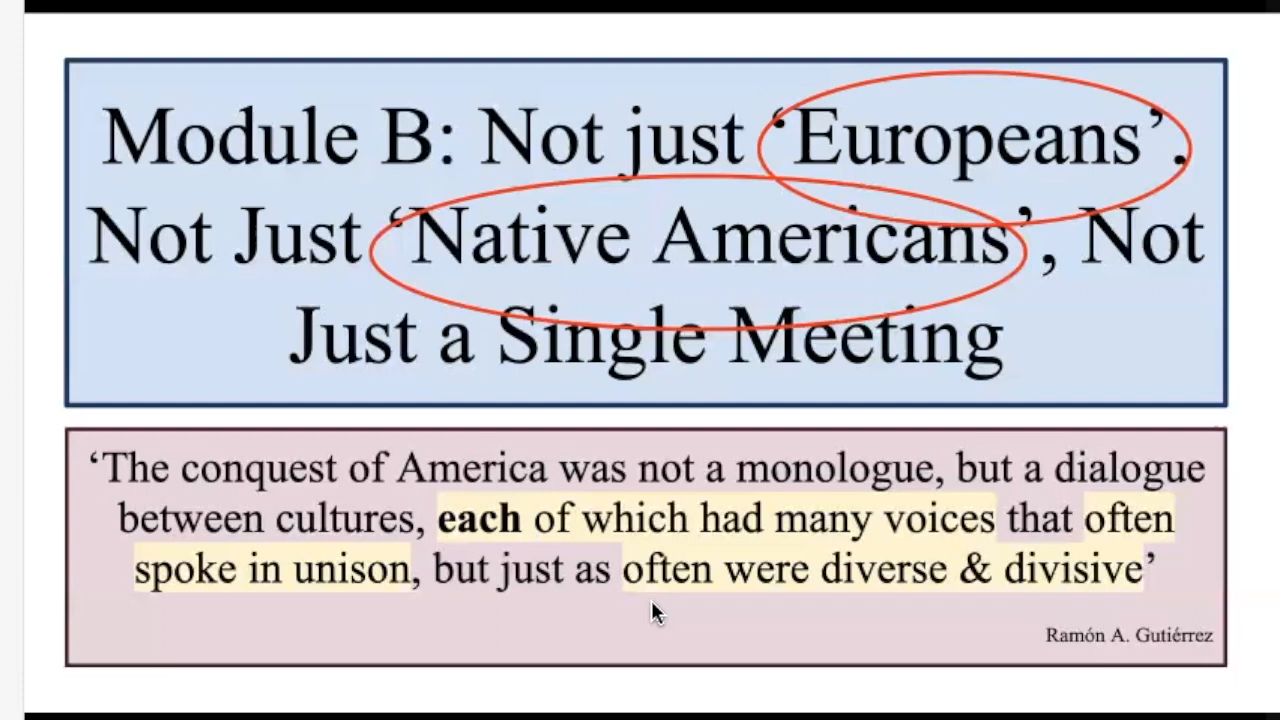 Module B: Not just ‘Europeans’.
Not Just ‘Native Americans’, Not
Just a Single Meeting
‘The conquest of America was not a monologue, but a dialogue
between cultures, each of which had many voices that often
spoke in unison, but just as often were diverse & divisive’
Ramón A. Gutiérrez